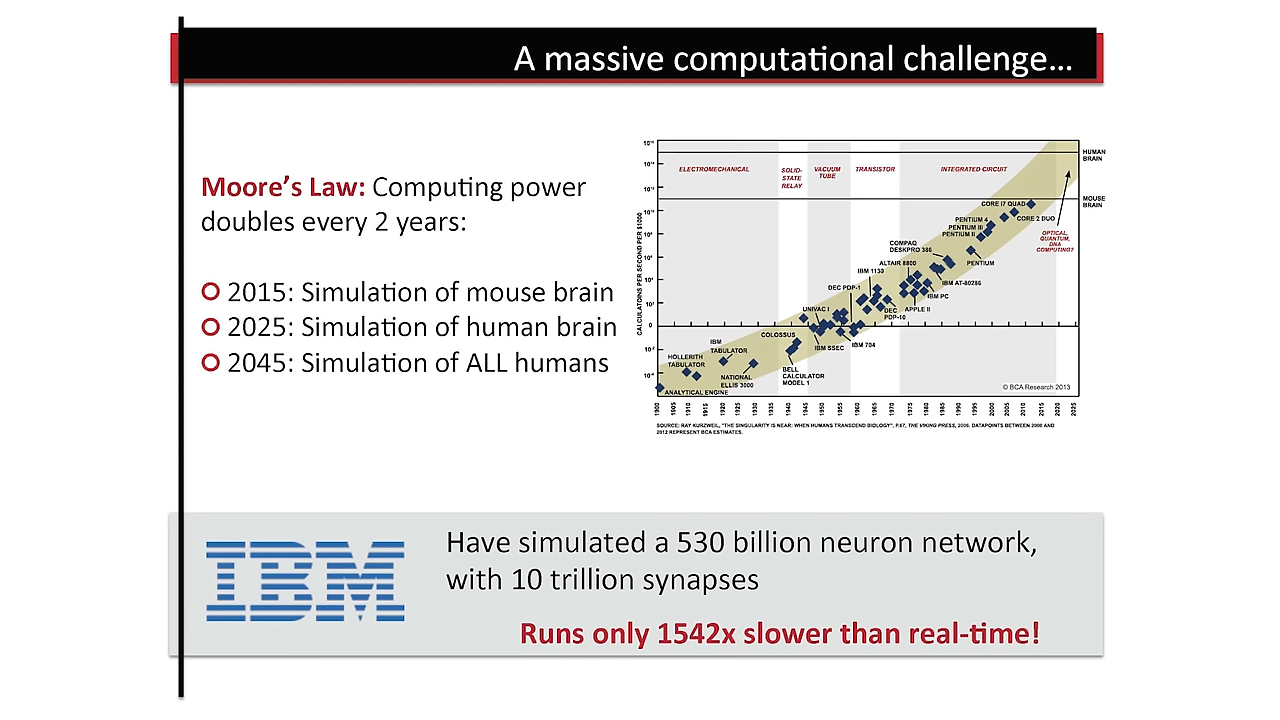 A massive computational challenge...
Moore's Law: Computing power
doubles every 2 years:
2015: Simulation of mouse brain
2025: Simulation of human brain
2045: Simulation of ALL humans
HUMAN
BRAIN
MOUSE
BRAIN
ELECTROMECHANICAL
SOLID-
STATE
RELAY
VACUUM
TUBE
TRANSISTOR
INTEGRATED CIRCUIT
CALCULATOINS PER SECOND PER $1000
0
CORE I7 QUAD
CORE 2 DUO
PENTIUM 4
PENTIUM III
PENTIUM II
PENTIUM
OPTICAL,
QUANTUM,
DNA
COMPUTING?
COMPAQ
DESKPRO 386
ALTAIR 8800
IBM 1130
IBM AT-80286
DEC PDP-1
IBM PC
APPLE II
DEC
PDP-10
UNIVAC I
COLOSSUS
IBM SSEC
IBM 704
IBM
TABULATOR
HOLLERITH
TABULATOR
NATIONAL
ELLIS 3000
BELL
CALCULATOR
MODEL 1
ANALYTICAL ENGINE
© BCA Research 2013
1900 1905 1910 1915 1920 1925 1930 1935 1940 1945 1950 1955 1960 1965 1970 1975 1980 1985 1990 1995 2000 2005 2010 2015 2020 2025
SOURCE: RAY KURZWEIL, "THE SINGULARITY IS NEAR: WHEN HUMANS TRANSCEND BIOLOGY", P.67, THE VIKING PRESS, 2006. DATAPOINTS BETWEEN 2000 AND
2012 REPRESENT BCA ESTIMATES.
IBM
Have simulated a 530 billion neuron network,
with 10 trillion synapses
Runs only 1542x slower than real-time!